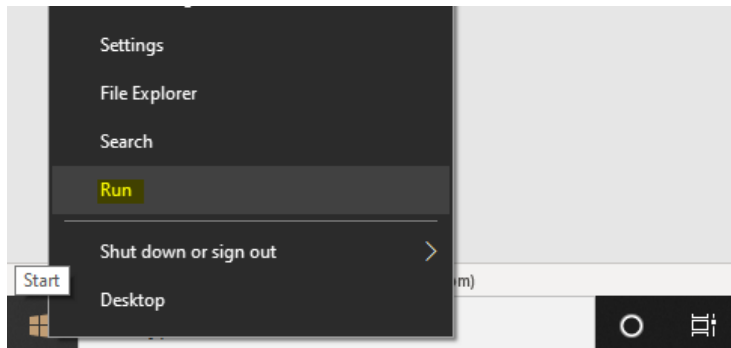 Settings
File Explorer
Search
Run
Shut down or sign out
Start
m)
Desktop